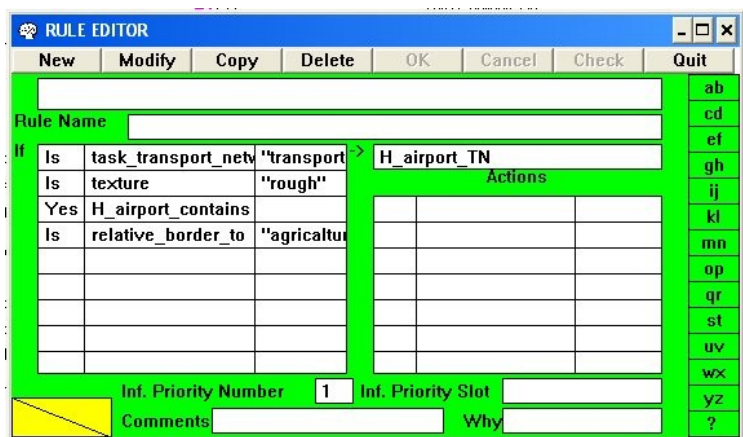 RULE EDITOR
New Modify Copy Delete OK Cancel Check Quit
Rule Name
If Is task_transport_netw "transport -> H_airport_TN
Is texture "rough" Actions
Yes H_airport_contains
Is relative_border_to "agricaltur
Inf. Priority Number 1 Inf. Priority Slot
Comments Why
ab
cd
ef
gh
ij
kl
mn
op
qr
st
uv
wx
yz
?